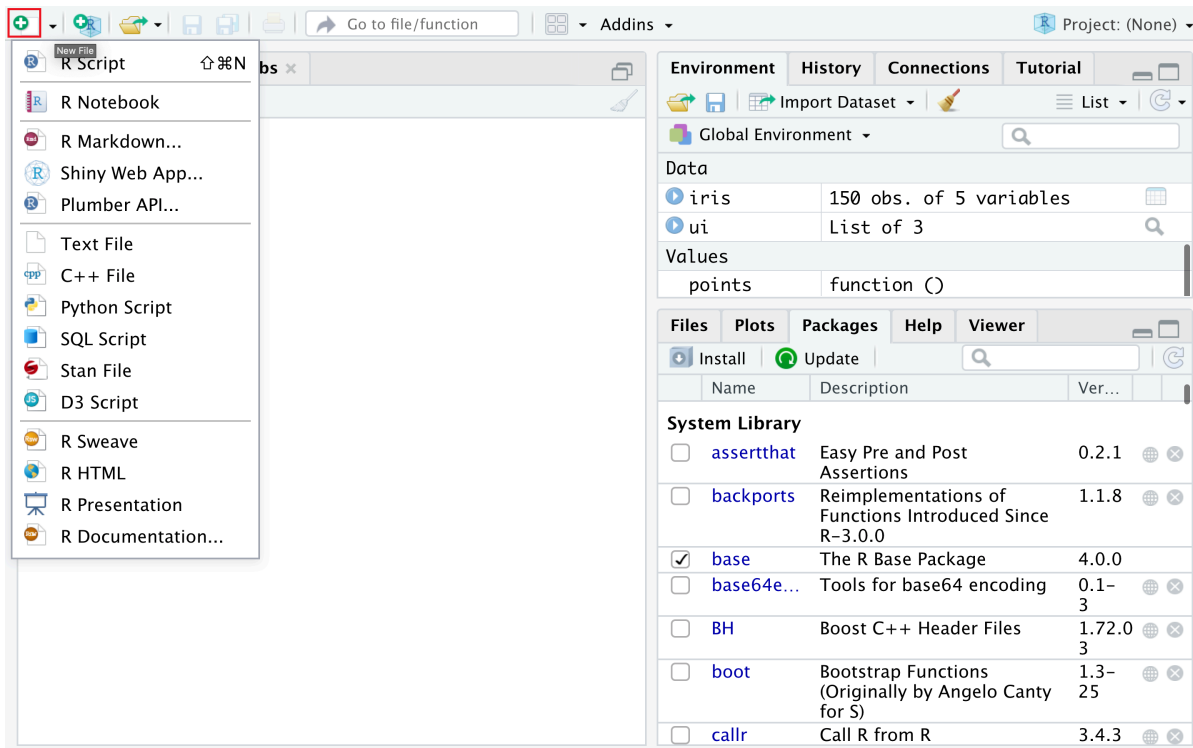 Go to file/function
Addins
Project: (None)
New File
R Script ⇧⌘N
R Notebook
R Markdown...
Shiny Web App...
Plumber API...
Text File
C++ File
Python Script
SQL Script
Stan File
D3 Script
R Sweave
R HTML
R Presentation
R Documentation...
bs
Environment History Connections Tutorial
Import Dataset List
Global Environment
Data
iris 150 obs. of 5 variables
ui List of 3
Values
points function ()
Files Plots Packages Help Viewer
Install Update
Name Description Ver...
System Library
assertthat Easy Pre and Post 0.2.1
Assertions
backports Reimplementations of 1.1.8
Functions Introduced Since
R-3.0.0
base The R Base Package 4.0.0
base64e... Tools for base64 encoding 0.1-
3
BH Boost C++ Header Files 1.72.0
3
boot Bootstrap Functions 1.3-
(Originally by Angelo Canty 25
for S)
callr Call R from R 3.4.3